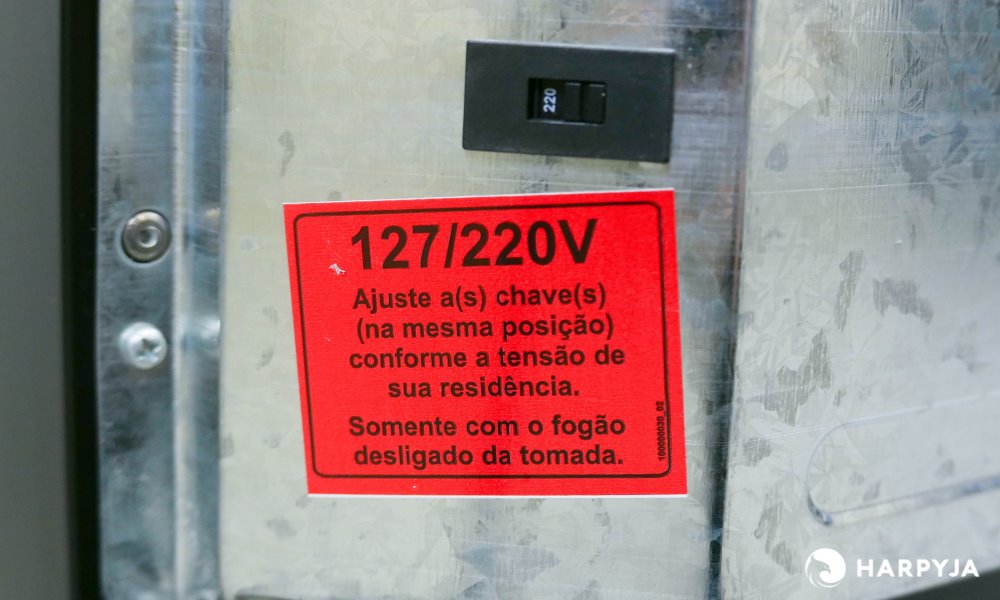 220
127/220V
Ajuste a(s) chave(s)
(na mesma posição)
conforme a tensão de
sua residência.
Somente com o fogão
desligado da tomada.
100000030_02
HARPYJA